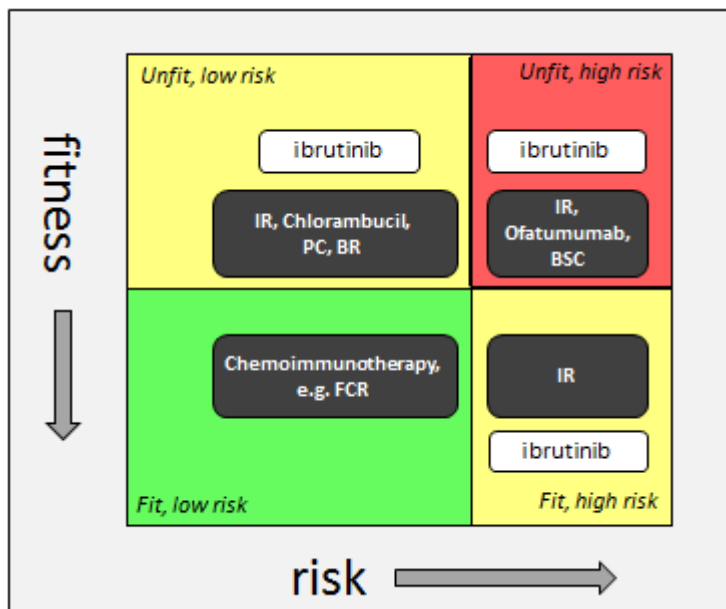 Unfit, low risk
Unfit, high risk
ibrutinib
ibrutinib
IR, Chlorambucil,
PC, BR
IR,
Ofatumumab,
BSC
fitness
Chemoimmunotherapy,
e.g. FCR
IR
ibrutinib
Fit, low risk
Fit, high risk
risk